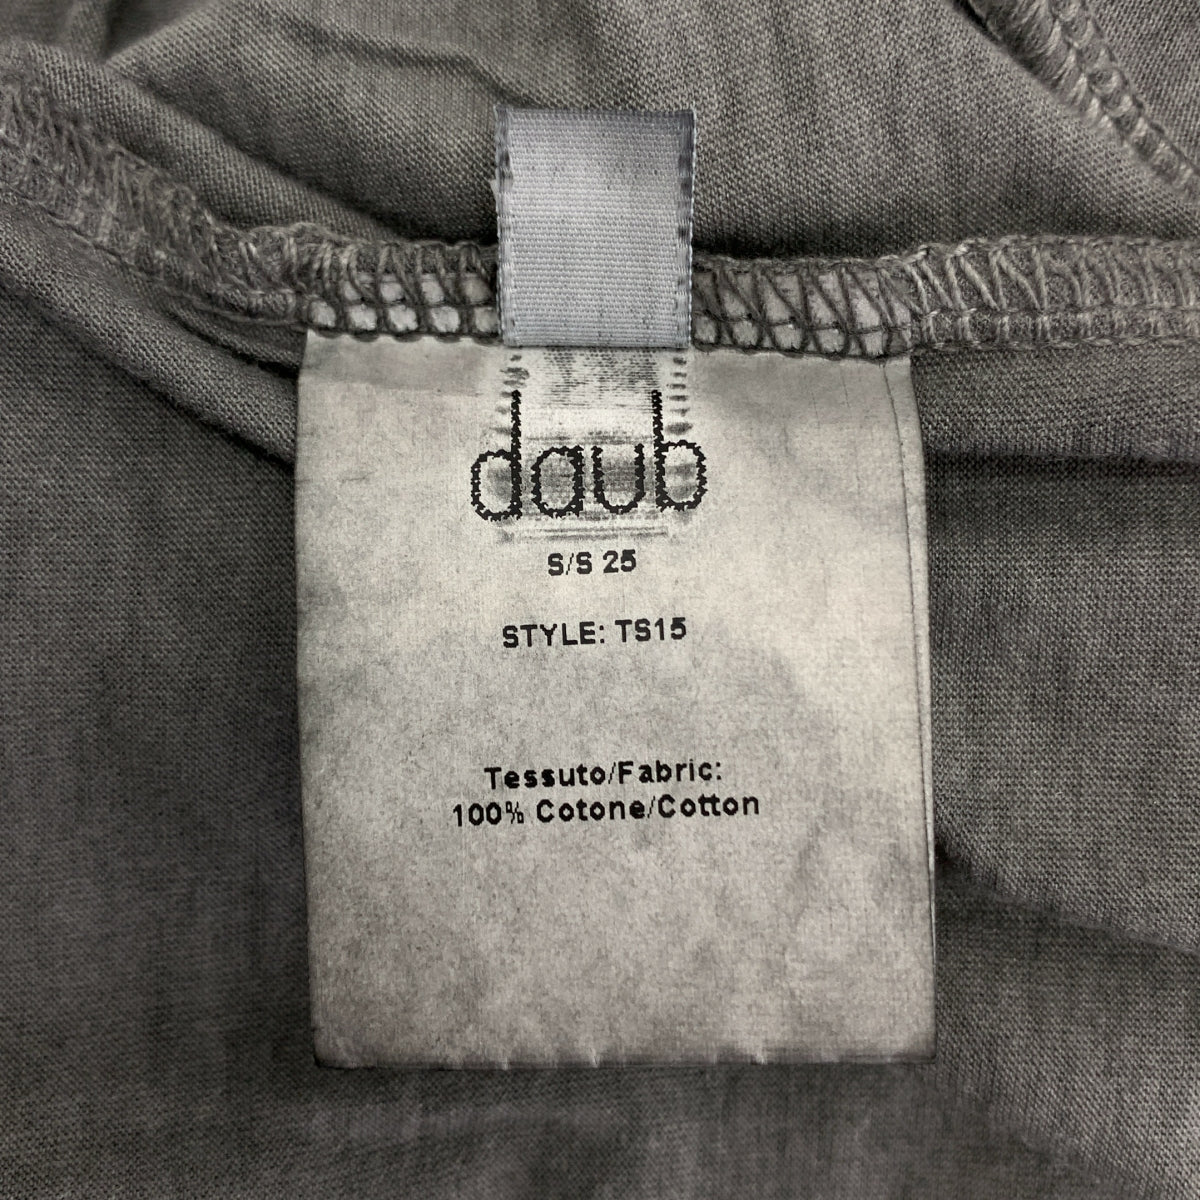 daub
S/S 25
STYLE: TS15
Tessuto/Fabric:
100% Cotone/Cotton